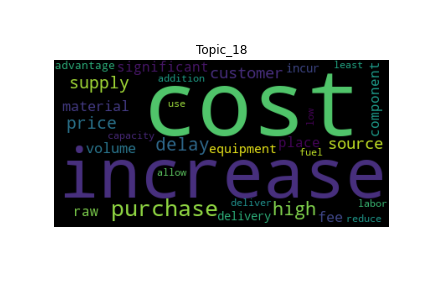 Topic_18
advantage significant customer incur least
supply addition cost component
material use low
price capacity place source
volume delay equipment fuel
increase allow
raw purchase deliver high labor
delivery fee reduce